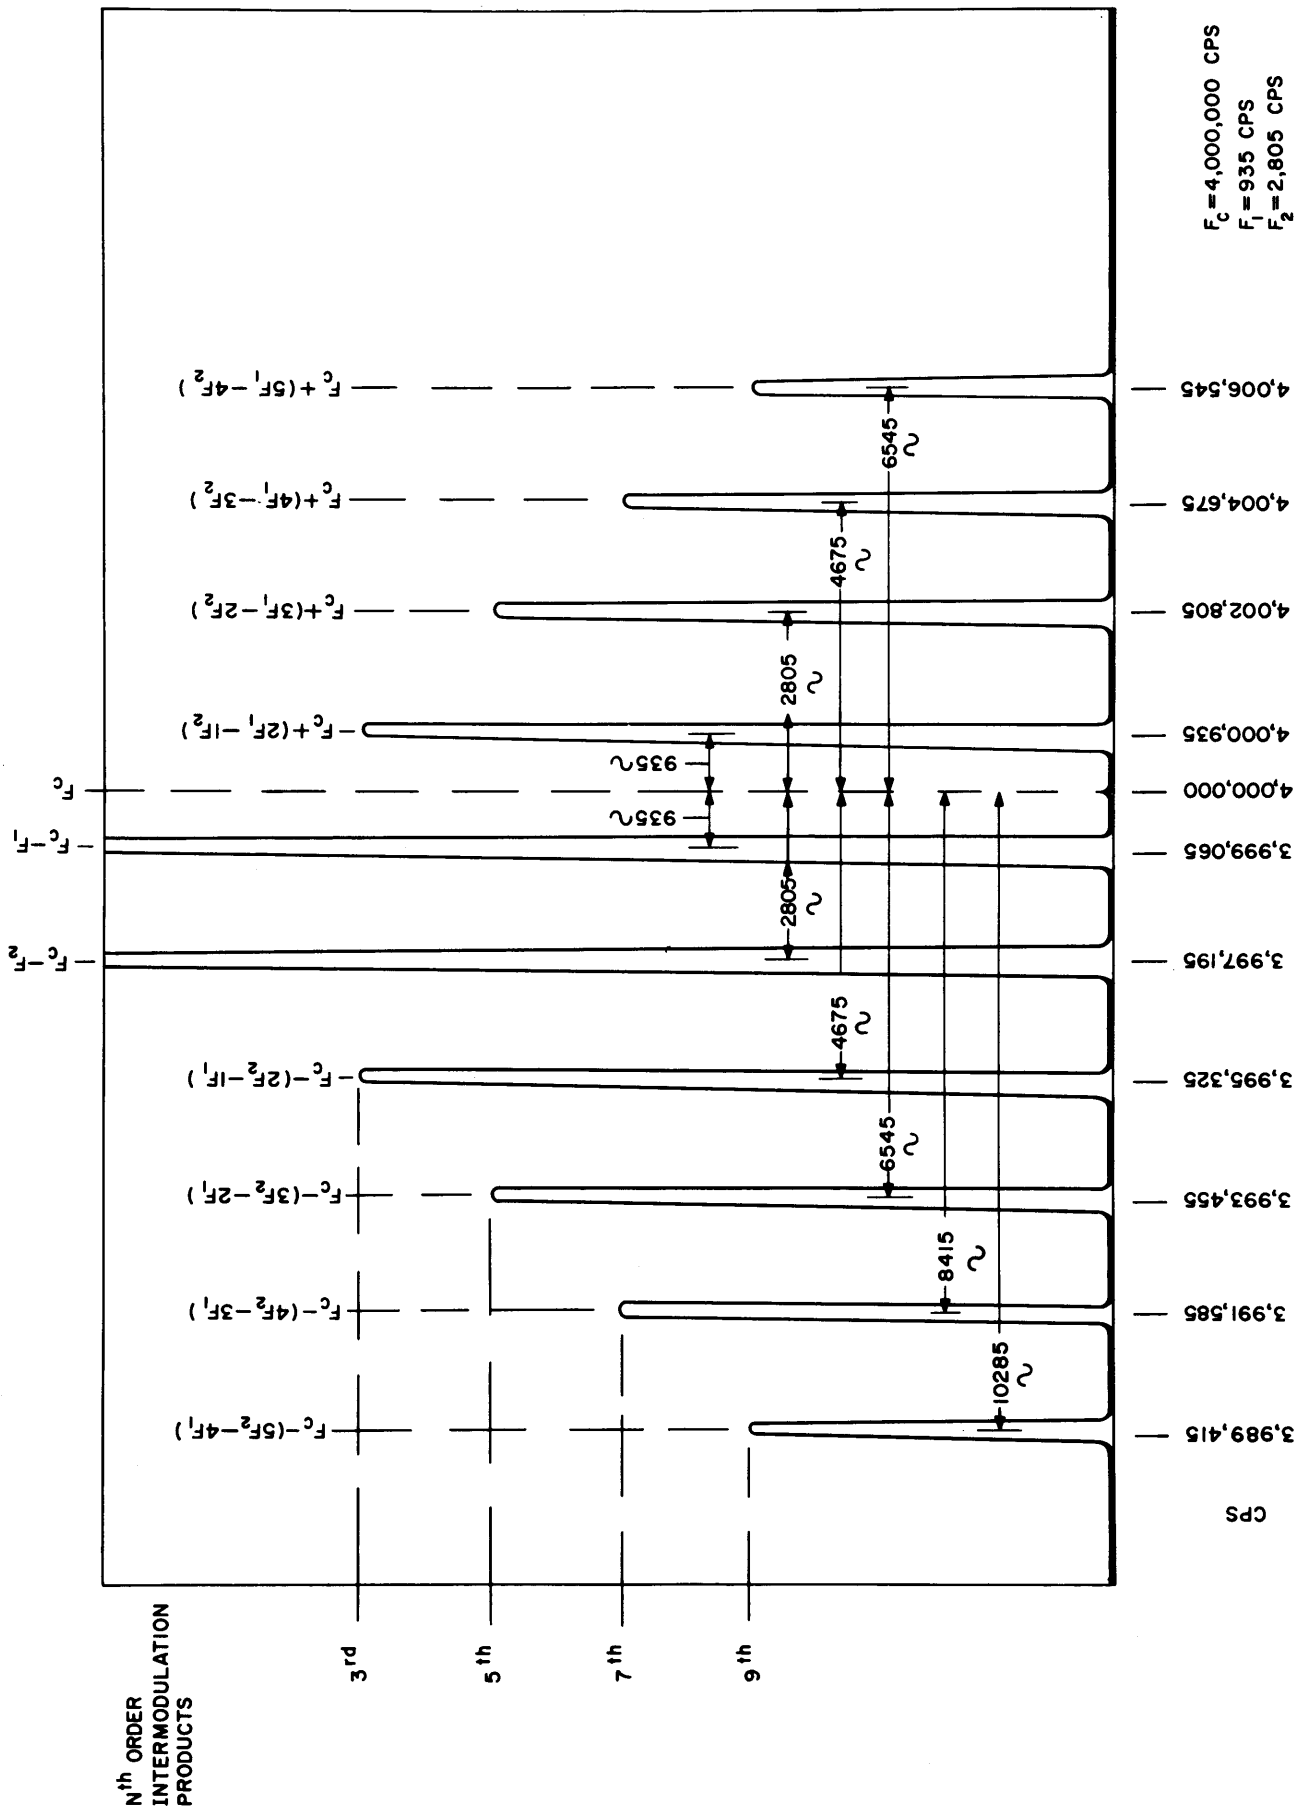 Nth ORDER
INTERMODULATION
PRODUCTS
3rd
5th
7th
9th
Fc-(5F2-4F1)
Fc-(4F2-3F1)
Fc-(3F2-2F1)
Fc-(2F2-1F1)
Fc-F2
Fc-F1
Fc
Fc+(2F1-1F2)
Fc+(3F1-2F2)
Fc+(4F1-3F2)
Fc+(5F1-4F2)
935~
935~
2805~
2805~
4675~
4675~
6545~
6545~
8415~
10285~
CPS
3,989,415
3,991,585
3,993,455
3,995,325
3,997,195
3,999,065
4,000,000
4,000,935
4,002,805
4,004,675
4,006,545
Fc=4,000,000 CPS
F1=935 CPS
F2=2,805 CPS